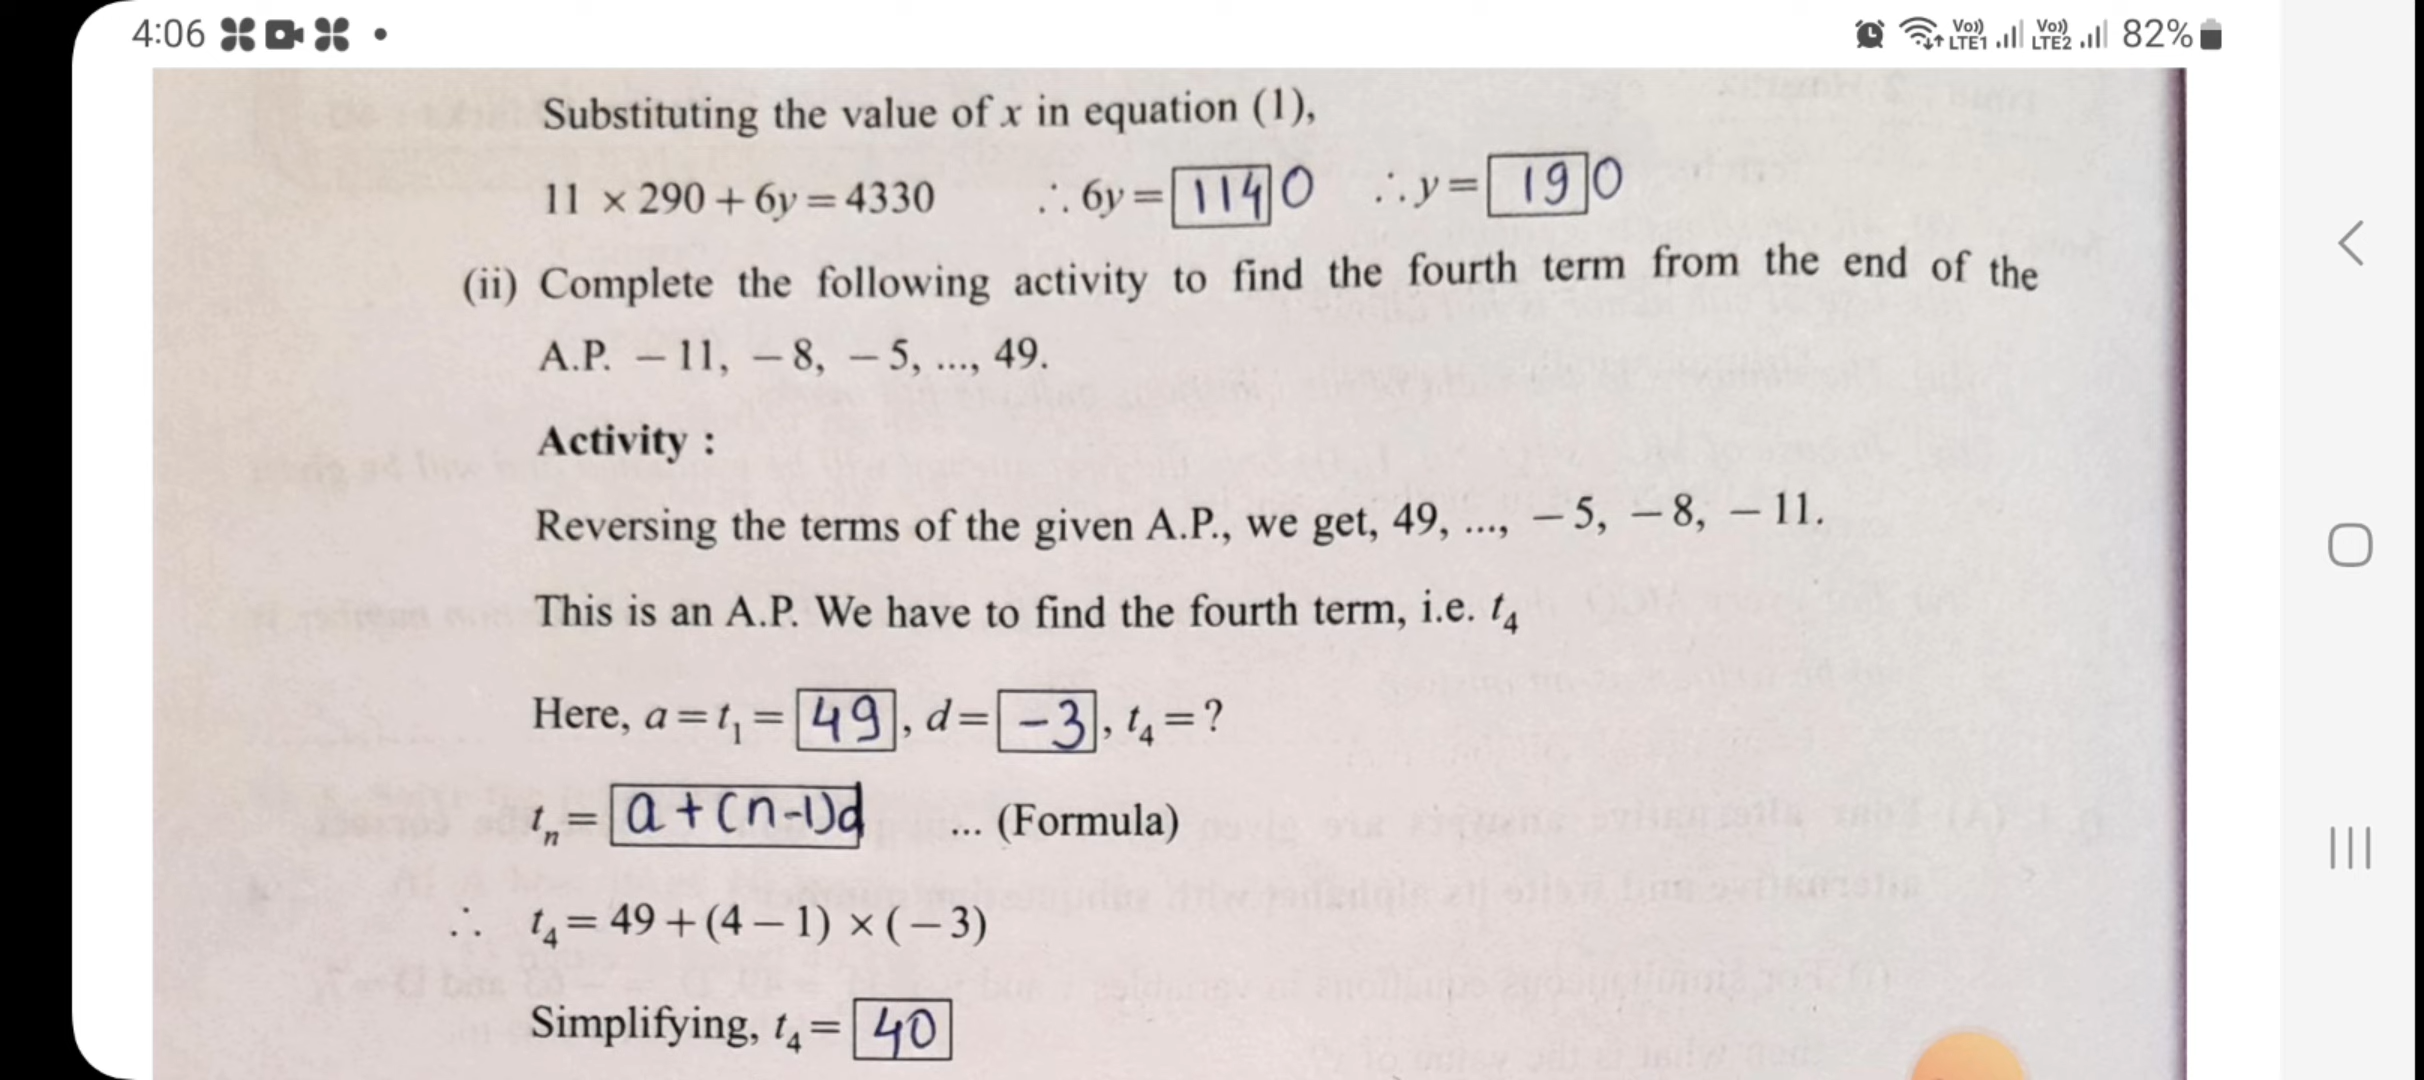 4:06 Vo)) LTE1 Vo)) LTE2 82%
Substituting the value of x in equation (1),
11 × 290 + 6y = 4330 ∴ 6y = 1140 ∴ y = 190
(ii) Complete the following activity to find the fourth term from the end of the
A.P. – 11, – 8, – 5, ..., 49.
Activity :
Reversing the terms of the given A.P., we get, 49, ..., – 5, – 8, – 11.
This is an A.P. We have to find the fourth term, i.e. t₄
Here, a = t₁ = 49, d = –3, t₄ = ?
tₙ = a + (n-1)d ... (Formula)
∴ t₄ = 49 + (4 – 1) × (– 3)
Simplifying, t₄ = 40